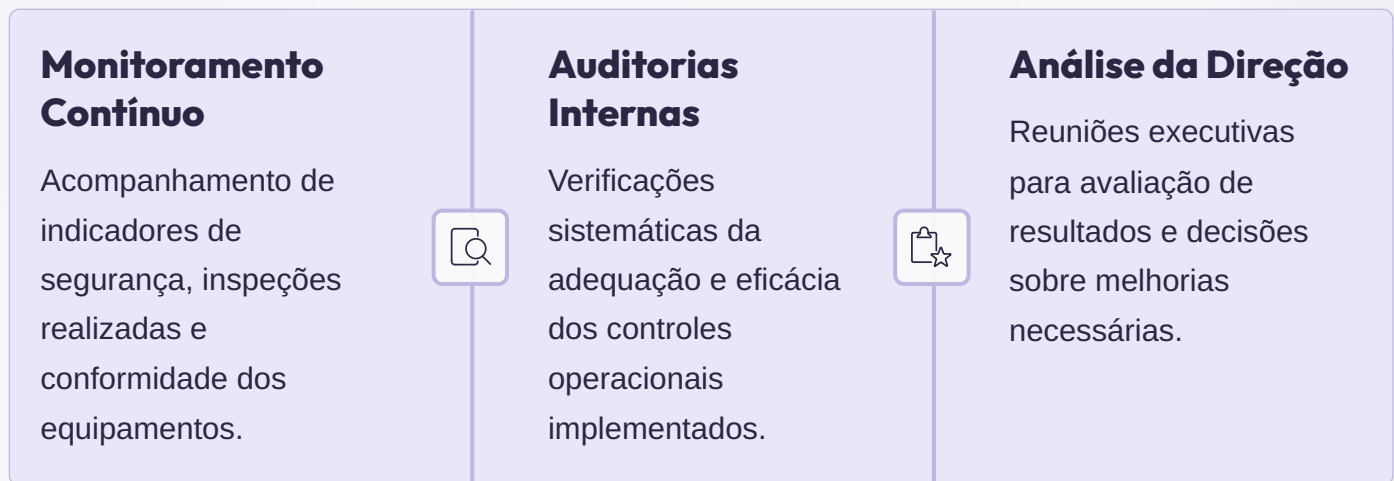 Monitoramento
Contínuo
Acompanhamento de
indicadores de
segurança, inspeções
realizadas e
conformidade dos
equipamentos.
Auditorias
Internas
Verificações
sistemáticas da
adequação e eficácia
dos controles
operacionais
implementados.
Análise da Direção
Reuniões executivas
para avaliação de
resultados e decisões
sobre melhorias
necessárias.